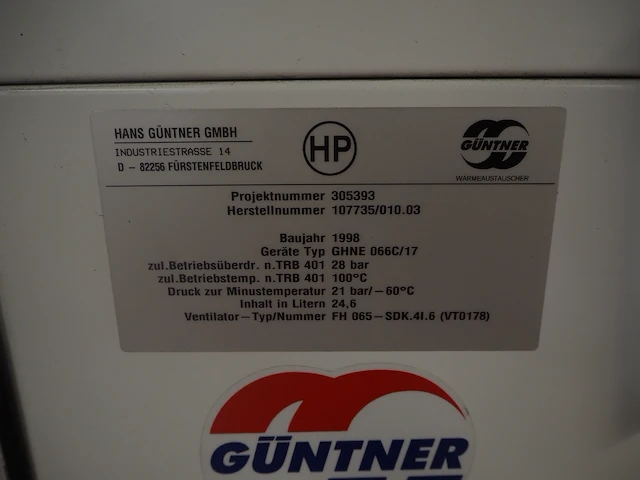 HANS GÜNTNER GMBH
INDUSTRIESTRASSE 14
D – 82256 FÜRSTENFELDBRUCK
HP
GÜNTNER
WÄRMEAUSTAUSCHER
Projektnummer 305393
Herstellnummer 107735/010.03
Baujahr 1998
Geräte Typ GHNE 066C/17
zul.Betriebsüberdr. n.TRB 401 28 bar
zul.Betriebstemp. n.TRB 401 100°C
Druck zur Minustemperatur 21 bar/–60°C
Inhalt in Litern 24,6
Ventilator–Typ/Nummer FH 065–SDK.4I.6 (VT0178)
GÜNTNER